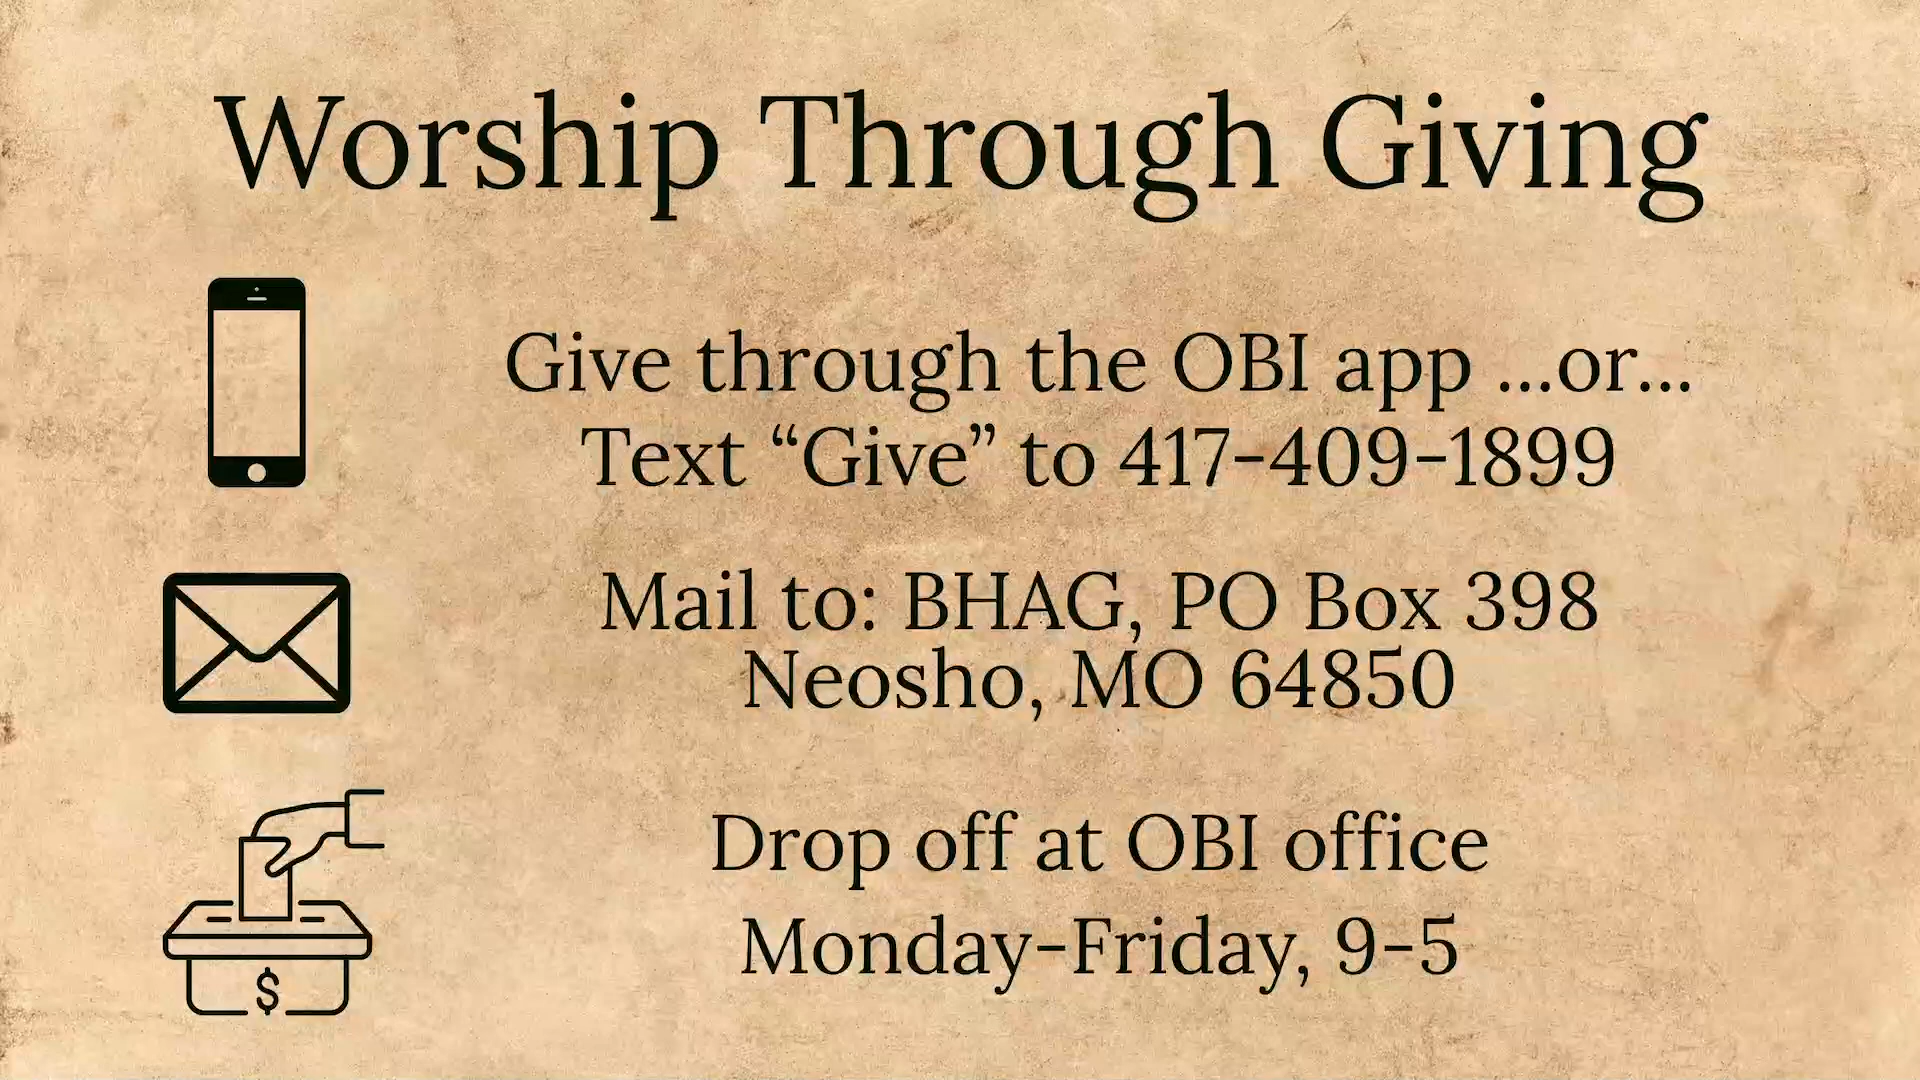 Worship Through Giving
Give through the OBI app ...or...
Text “Give” to 417-409-1899
Mail to: BHAG, PO Box 398
Neosho, MO 64850
Drop off at OBI office
Monday-Friday, 9-5
$